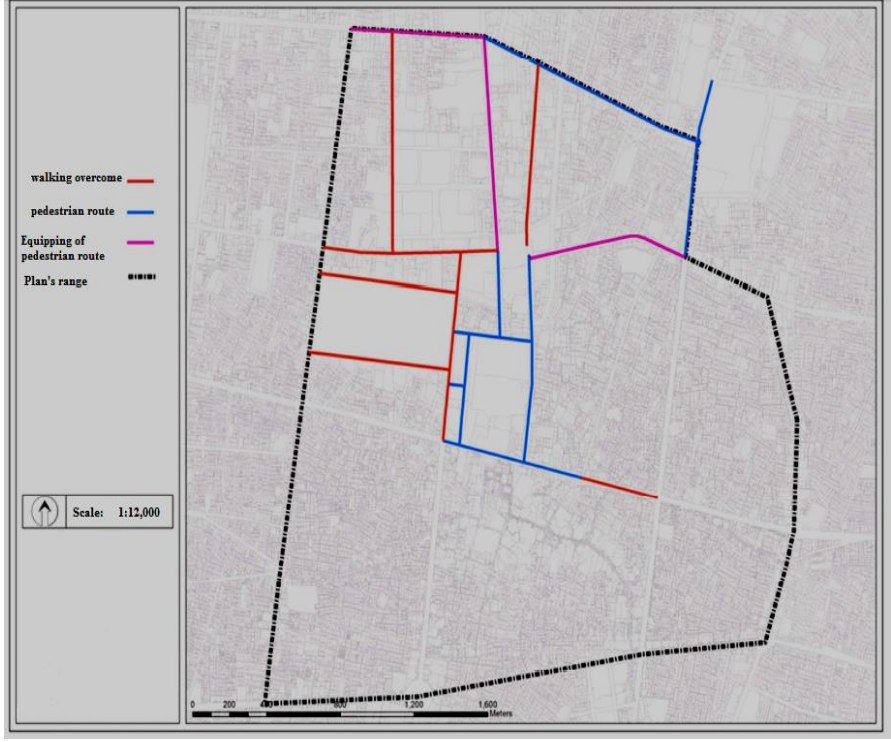 walking overcome
pedestrian route
Equipping of
pedestrian route
Plan's range
Scale: 1:12,000
0 200 400 800 1,200 1,600
Meters